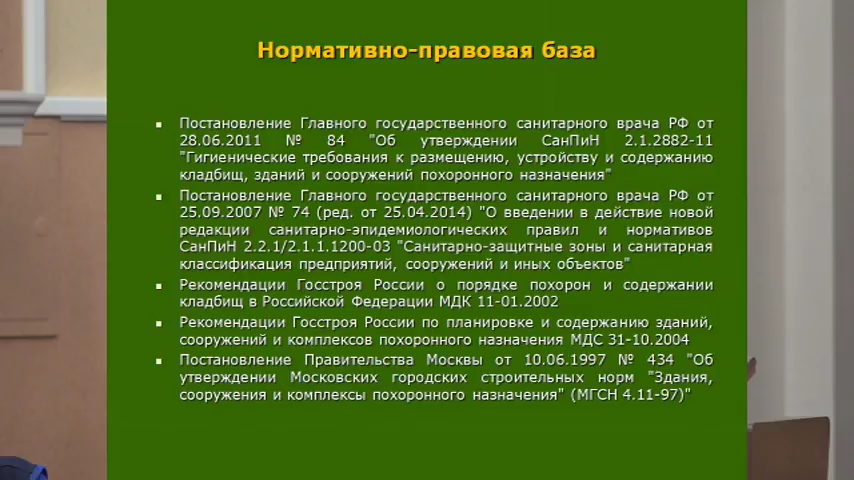 Нормативно-правовая база
Постановление Главного государственного санитарного врача РФ от
28.06.2011 № 84 "Об утверждении СанПиН 2.1.2882-11
"Гигиенические требования к размещению, устройству и содержанию
кладбищ, зданий и сооружений похоронного назначения"
Постановление Главного государственного санитарного врача РФ от
25.09.2007 № 74 (ред. от 25.04.2014) "О введении в действие новой
редакции санитарно-эпидемиологических правил и нормативов
СанПиН 2.2.1/2.1.1.1200-03 "Санитарно-защитные зоны и санитарная
классификация предприятий, сооружений и иных объектов"
Рекомендации Госстроя России о порядке похорон и содержании
кладбищ в Российской Федерации МДК 11-01.2002
Рекомендации Госстроя России по планировке и содержанию зданий,
сооружений и комплексов похоронного назначения МДС 31-10.2004
Постановление Правительства Москвы от 10.06.1997 № 434 "Об
утверждении Московских городских строительных норм "Здания,
сооружения и комплексы похоронного назначения" (МГСН 4.11-97)"